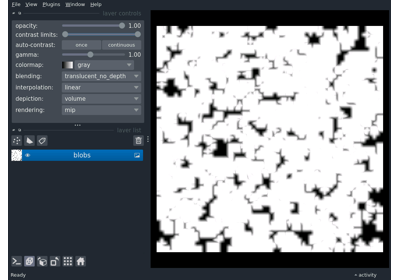 File View Plugins Window Help
layer controls
opacity: 1.00
contrast limits:
auto-contrast: once continuous
gamma: 1.00
colormap: gray
blending: translucent_no_depth
interpolation: linear
depiction: volume
rendering: mip
layer list
blobs
Ready activity